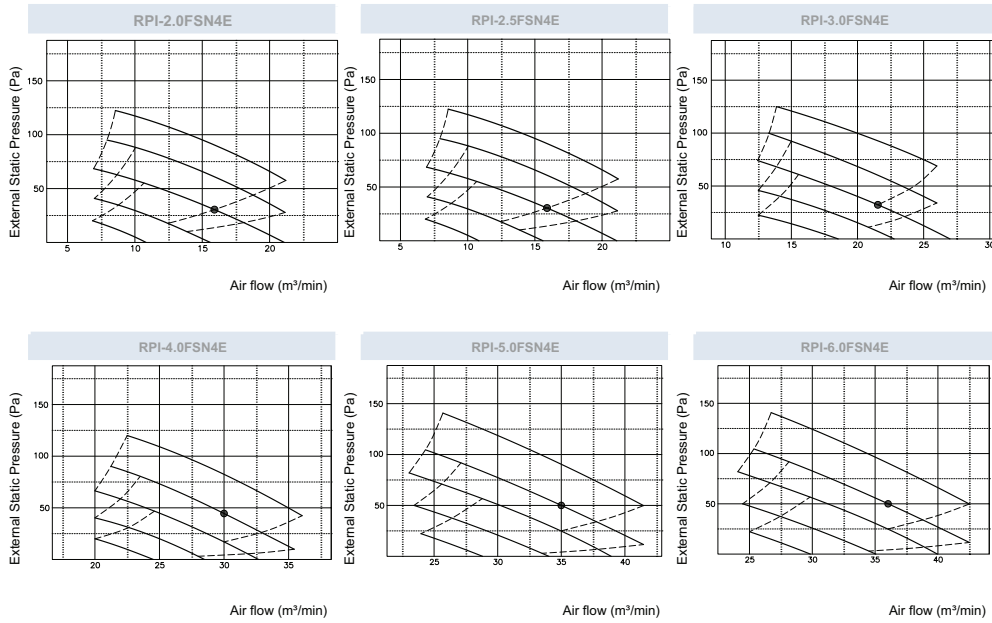 RPI-2.0FSN4E
External Static Pressure (Pa)
150
100
50
5
10
15
20
Air flow (m³/min)
RPI-2.5FSN4E
External Static Pressure (Pa)
150
100
50
5
10
15
20
Air flow (m³/min)
RPI-3.0FSN4E
External Static Pressure (Pa)
150
100
50
10
15
20
25
30
Air flow (m³/min)
RPI-4.0FSN4E
External Static Pressure (Pa)
150
100
50
20
25
30
35
Air flow (m³/min)
RPI-5.0FSN4E
External Static Pressure (Pa)
150
100
50
25
30
35
40
Air flow (m³/min)
RPI-6.0FSN4E
External Static Pressure (Pa)
150
100
50
25
30
35
40
Air flow (m³/min)